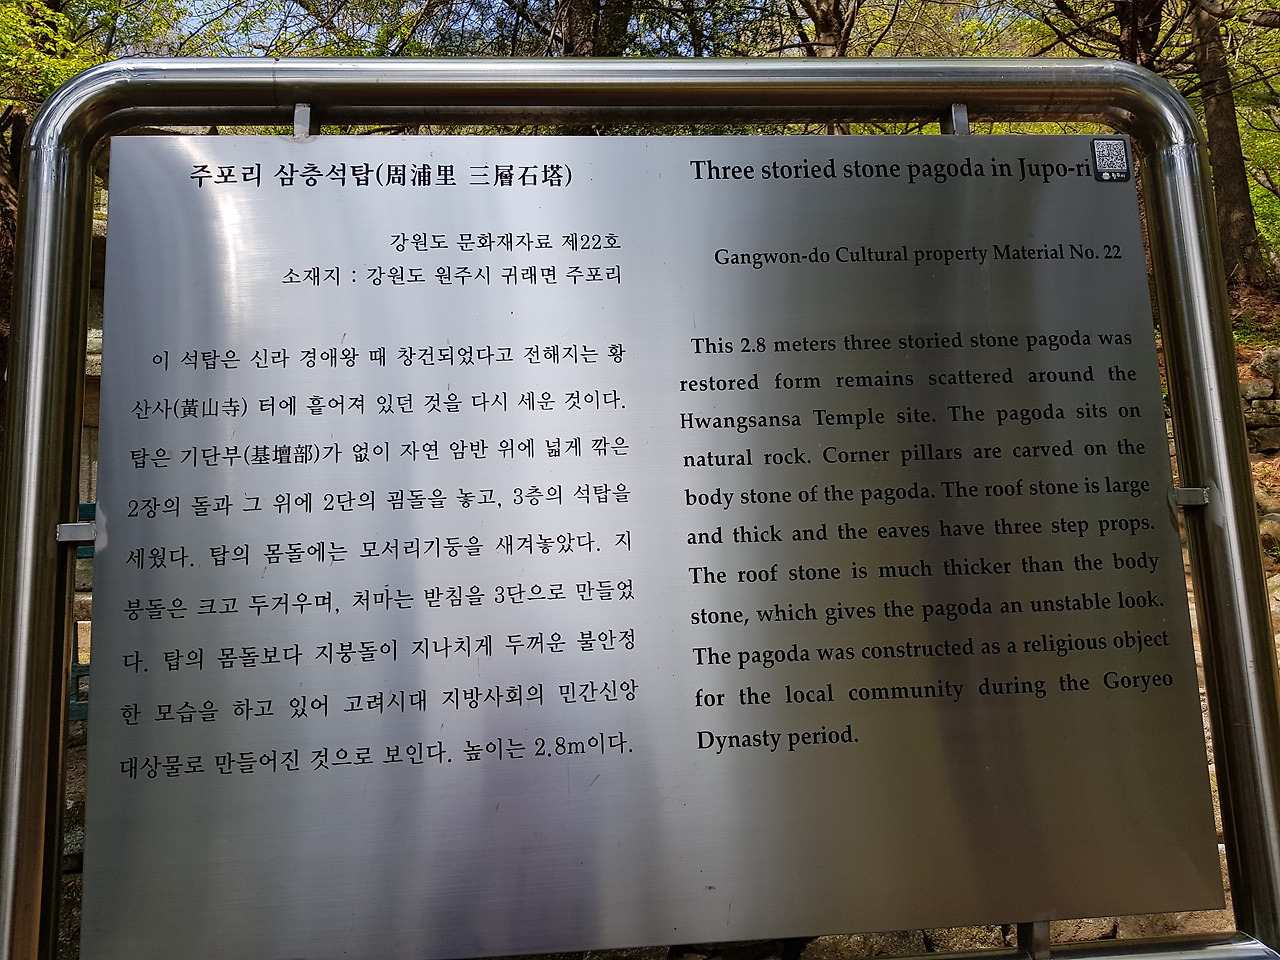 주포리 삼층석탑(周浦里 三層石塔)
강원도 문화재자료 제22호
소재지 : 강원도 원주시 귀래면 주포리
이 석탑은 신라 경애왕 때 창건되었다고 전해지는 황
산사(黃山寺) 터에 흩어져 있던 것을 다시 세운 것이다.
탑은 기단부(基壇部)가 없이 자연 암반 위에 넓게 깎은
2장의 돌과 그 위에 2단의 굄돌을 놓고, 3층의 석탑을
세웠다. 탑의 몸돌에는 모서리기둥을 새겨놓았다. 지
붕돌은 크고 두거우며, 처마는 받침을 3단으로 만들었
다. 탑의 몸돌보다 지붕돌이 지나치게 두꺼운 불안정
한 모습을 하고 있어 고려시대 지방사회의 민간신앙
대상물로 만들어진 것으로 보인다. 높이는 2.8m이다.
Three storied stone pagoda in Jupo-ri
Gangwon-do Cultural property Material No. 22
This 2.8 meters three storied stone pagoda was
restored form remains scattered around the
Hwangsansa Temple site. The pagoda sits on
natural rock. Corner pillars are carved on the
body stone of the pagoda. The roof stone is large
and thick and the eaves have three step props.
The roof stone is much thicker than the body
stone, which gives the pagoda an unstable look.
The pagoda was constructed as a religious object
for the local community during the Goryeo
Dynasty period.